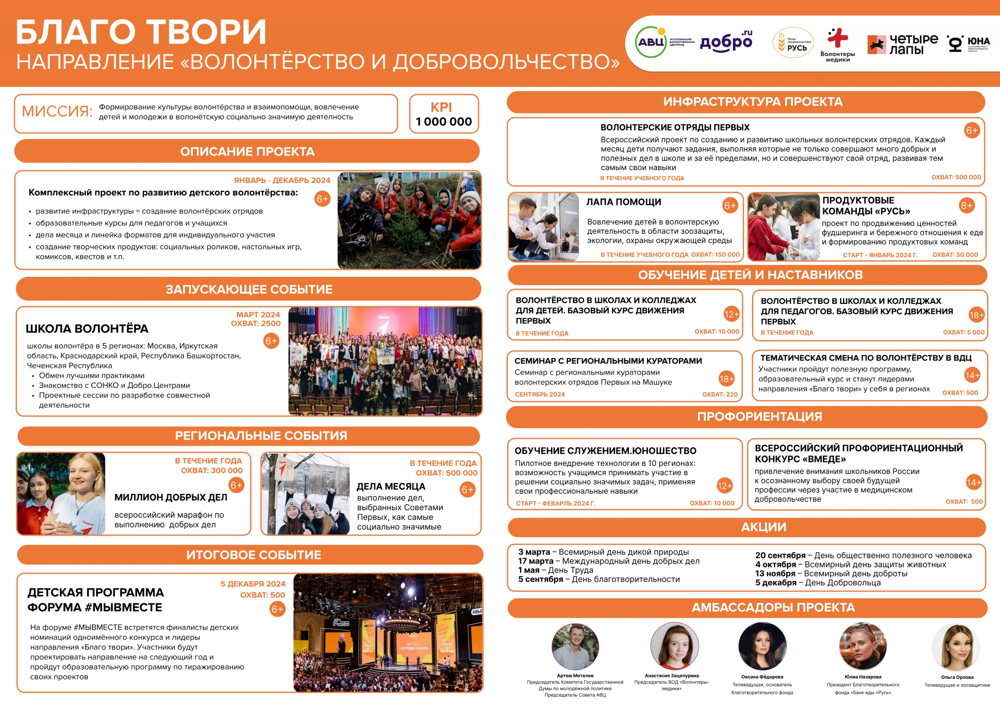 БЛАГО ТВОРИ
НАПРАВЛЕНИЕ «ВОЛОНТЁРСТВО И ДОБРОВОЛЬЧЕСТВО»
АВЦ
АССОЦИАЦИЯ
ВОЛОНТЕРСКИХ
ЦЕНТРОВ
добро.ru
Фонд
продовольствия
РУСЬ
Волонтеры
медики
ЧЕТЫРЕ
ЛАПЫ
ЮНА
МИССИЯ:
Формирование культуры волонтёрства и взаимопомощи, вовлечение
детей и молодежи в волонётскую социально значимую деятелность
KPI
1 000 000
ОПИСАНИЕ ПРОЕКТА
ЯНВАРЬ - ДЕКАБРЬ 2024
Комплексный проект по развитию детского волонтёрства:
6+
• развитие инфраструктуры = создание волонтёрских отрядов
• образовательные курсы для педагогов и учащихся
• дела месяца и линейка форматов для индивидуального участия
• создание творческих продуктов: социальных роликов, настольных игр,
комиксов, квестов и т.п.
ЗАПУСКАЮЩЕЕ СОБЫТИЕ
МАРТ 2024
ОХВАТ: 2500
ШКОЛА ВОЛОНТЁРА
6+
школы волонтёра в 5 регионах: Москва, Иркутская
область, Краснодарский край, Республика Башкортостан,
Чеченская Республика
• Обмен лучшими практиками
• Знакомство с СОНКО и Добро.Центрами
• Проектные сессии по разработке совместной
деятельности
Первые
РЕГИОНАЛЬНЫЕ СОБЫТИЯ
В ТЕЧЕНИЕ ГОДА
ОХВАТ: 300 000
6+
МИЛЛИОН ДОБРЫХ ДЕЛ
всероссийский марафон по
выполнению добрых дел
Первые
В ТЕЧЕНИЕ ГОДА
ОХВАТ: 500 000
ДЕЛА МЕСЯЦА
6+
выполнение дел,
выбранных Советами
Первых, как самые
социально значимые
ИТОГОВОЕ СОБЫТИЕ
5 ДЕКАБРЯ 2024
ОХВАТ: 500
6+
ДЕТСКАЯ ПРОГРАММА
ФОРУМА #МЫВМЕСТЕ
На форуме #МЫВМЕСТЕ встретятся финалисты детских
номинаций одноимённого конкурса и лидеры
направления «Благо твори». Участники будут
проектировать направление на следующий год и
пройдут образовательную программу по тиражированию
своих проектов
#МЫ
«ЗДОРОВЬЕ НАЦИИ»
ИНФРАСТРУКТУРА ПРОЕКТА
ВОЛОНТЕРСКИЕ ОТРЯДЫ ПЕРВЫХ
6+
Всероссийский проект по созданию и развитию школьных волонтерских отрядов. Каждый
месяц дети получают задания, выполняя которые не только совершают много добрых и
полезных дел в школе и за её пределами, но и совершенствуют свой отряд, развивая тем
самым свои навыки
В ТЕЧЕНИЕ УЧЕБНОГО ГОДА
ОХВАТ: 500 000
ЛАПА ПОМОЩИ
6+
Вовлечение детей в волонтерскую
деятельность в области зоозащиты,
экологии, охраны окружающей среды
В ТЕЧЕНИЕ УЧЕБНОГО ГОДА ОХВАТ: 150 000
ПРОДУКТОВЫЕ
КОМАНДЫ «РУСЬ»
8+
проект по продвижению ценностей
фудшеринга и бережного отношения к еде
и формированию продуктовых команд
СТАРТ - ЯНВАРЬ 2024 Г. ОХВАТ: 50 000
ОБУЧЕНИЕ ДЕТЕЙ И НАСТАВНИКОВ
ВОЛОНТЁРСТВО В ШКОЛАХ И КОЛЛЕДЖАХ
ДЛЯ ДЕТЕЙ. БАЗОВЫЙ КУРС ДВИЖЕНИЯ
ПЕРВЫХ
12+
В ТЕЧЕНИЕ ГОДА
ОХВАТ: 10 000
ВОЛОНТЁРСТВО В ШКОЛАХ И КОЛЛЕДЖАХ
ДЛЯ ПЕДАГОГОВ. БАЗОВЫЙ КУРС ДВИЖЕНИЯ
ПЕРВЫХ
18+
В ТЕЧЕНИЕ ГОДА
ОХВАТ: 5 000
СЕМИНАР С РЕГИОНАЛЬНЫМИ КУРАТОРАМИ
Семинар с региональными кураторами
волонтерских отрядов Первых на Машуке
18+
СЕНТЯБРЬ 2024
ОХВАТ: 220
ТЕМАТИЧЕСКАЯ СМЕНА ПО ВОЛОНТЁРСТВУ В ВДЦ
Участники пройдут полезную программу,
образовательный курс и станут лидерами
направления «Благо твори» у себя в регионах
14+
ОХВАТ: 500
ПРОФОРИЕНТАЦИЯ
ОБУЧЕНИЕ СЛУЖЕНИЕМ.ЮНОШЕСТВО
Пилотное внедрение технологии в 10 регионах:
возможность учащимся принимать участие в
решении социально значимых задач, применяя
свои профессиональные навыки
12+
СТАРТ - ФЕВАРЛЬ 2024 Г.
ОХВАТ: 10 000
ВСЕРОССИЙСКИЙ ПРОФОРИЕНТАЦИОННЫЙ
КОНКУРС «ВМЕДЕ»
привлечение внимания школьников России
к осознанному выбору своей будущей
профессии через участие в медицинском
добровольчестве
14+
ОХВАТ: 500
АКЦИИ
3 марта – Всемирный день дикой природы
17 марта – Международный день добрых дел
1 мая – День Труда
5 сентября – День благотворительности
20 сентября – День общественно полезного человека
4 октября – Всемирный день защиты животных
13 ноября – Всемирный день доброты
5 декабря – День Добровольца
АМБАССАДОРЫ ПРОЕКТА
Артем Метелев
Председатель Комитета Государственной
Думы по молодёжной политике
Председатель Совета АВЦ
Анастасия Зацепурина
Председатель ВОД «Волонтеры-
медики»
Оксана Фёдорова
Телеведущая, основатель
благотворительного фонда
Юлиа Назарова
Президент Благотворительного
фонда «Банк еды «Русь»
Ольга Орлова
Телеведущая и зоозащитник